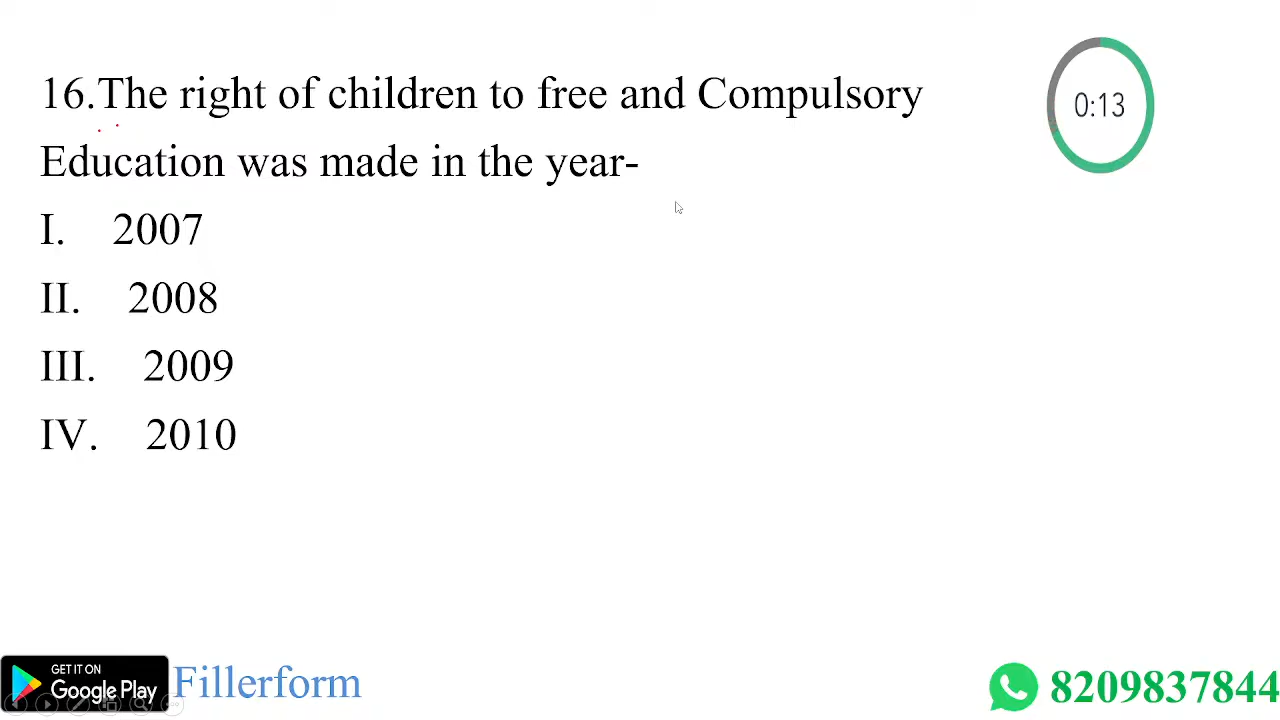 16.The right of children to free and Compulsory
0:13
Education was made in the year-
I. 2007
II. 2008
III. 2009
IV. 2010
GET IT ON
Google Play
Fillerform
8209837844